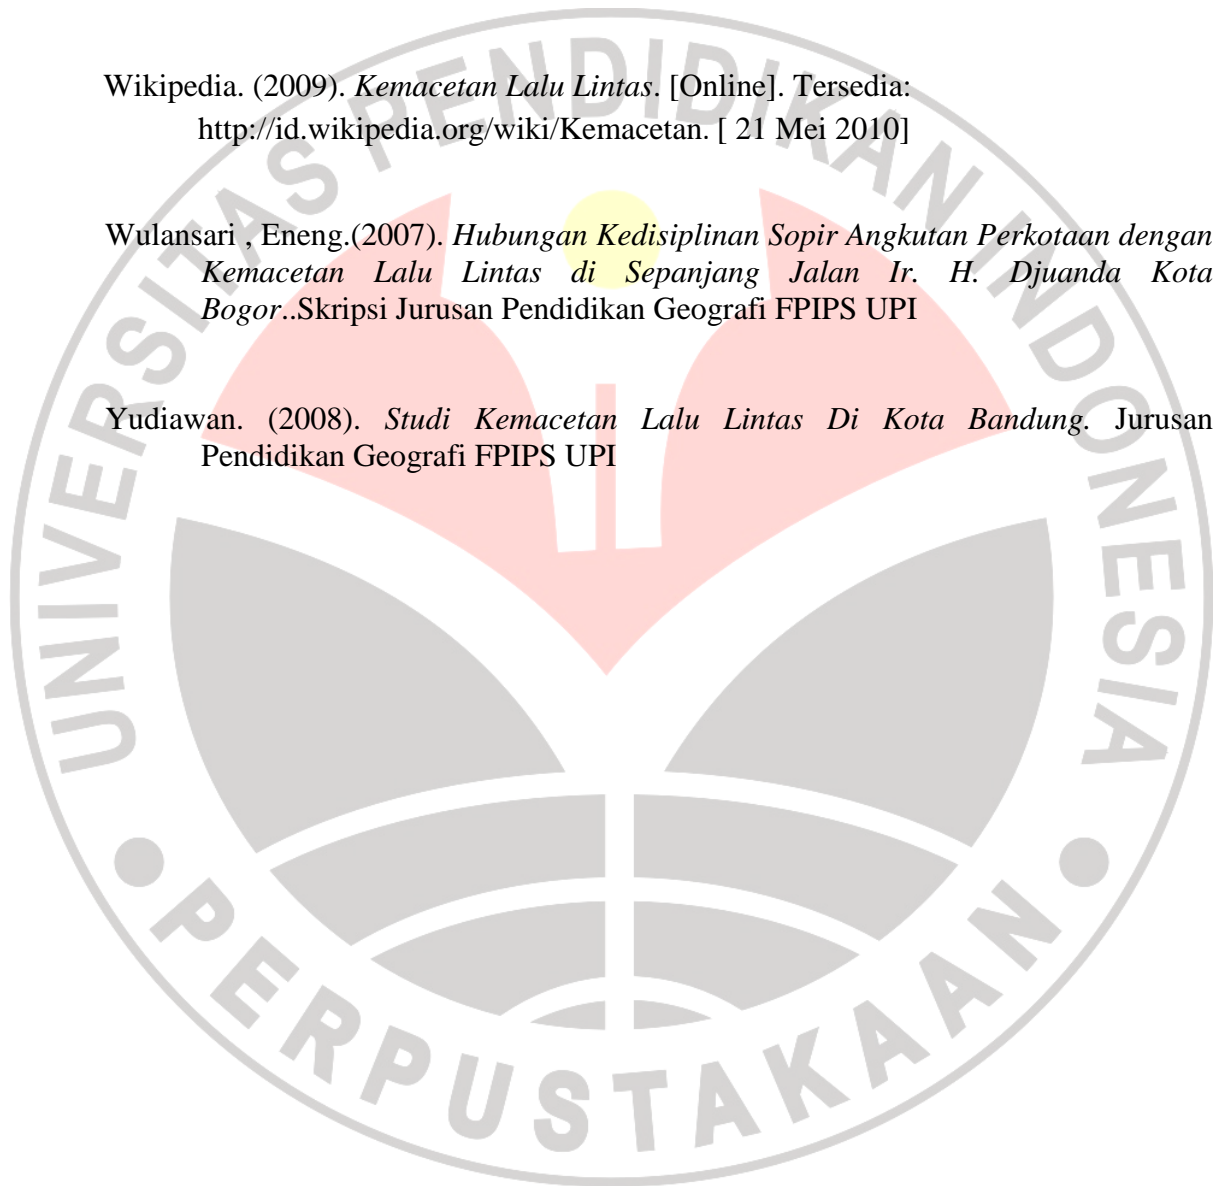 Wikipedia. (2009). Kemacetan Lalu Lintas. [Online]. Tersedia:
http://id.wikipedia.org/wiki/Kemacetan. [ 21 Mei 2010]
Wulansari , Eneng.(2007). Hubungan Kedisiplinan Sopir Angkutan Perkotaan dengan
Kemacetan Lalu Lintas di Sepanjang Jalan Ir. H. Djuanda Kota
Bogor..Skripsi Jurusan Pendidikan Geografi FPIPS UPI
Yudiawan. (2008). Studi Kemacetan Lalu Lintas Di Kota Bandung. Jurusan
Pendidikan Geografi FPIPS UPI
UNIVERSITAS PENDIDIKAN INDONESIA
PERPUSTAKAAN